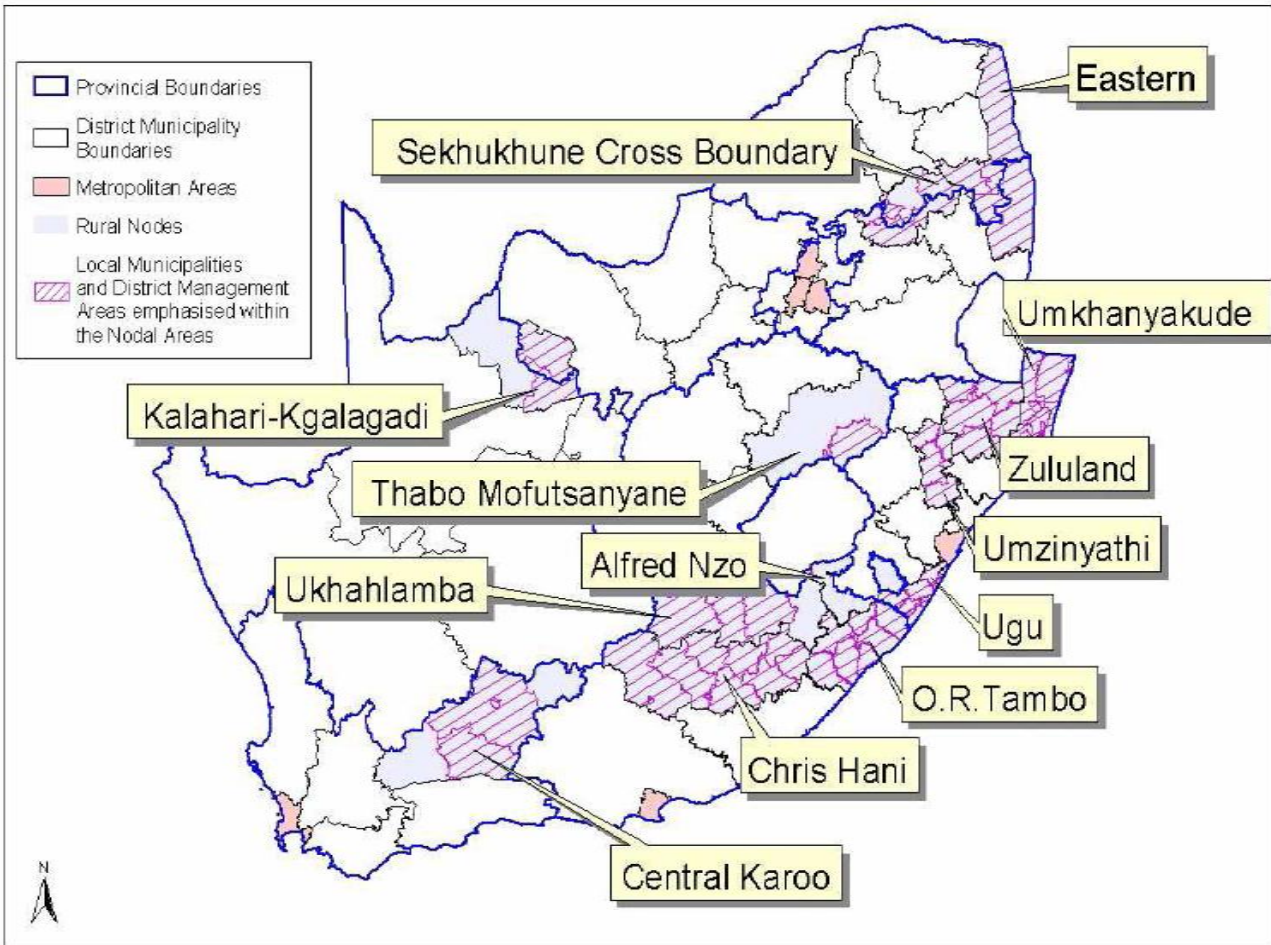 Provincial Boundaries
District Municipality
Boundaries
Metropolitan Areas
Rural Nodes
Local Municipalities
and District Management
Areas emphasised within
the Nodal Areas
Eastern
Sekhukhune Cross Boundary
Umkhanyakude
Kalahari-Kgalagadi
Zululand
Thabo Mofutsanyane
Umzinyathi
Alfred Nzo
Ukhahlamba
Ugu
O.R.Tambo
Chris Hani
Central Karoo
N